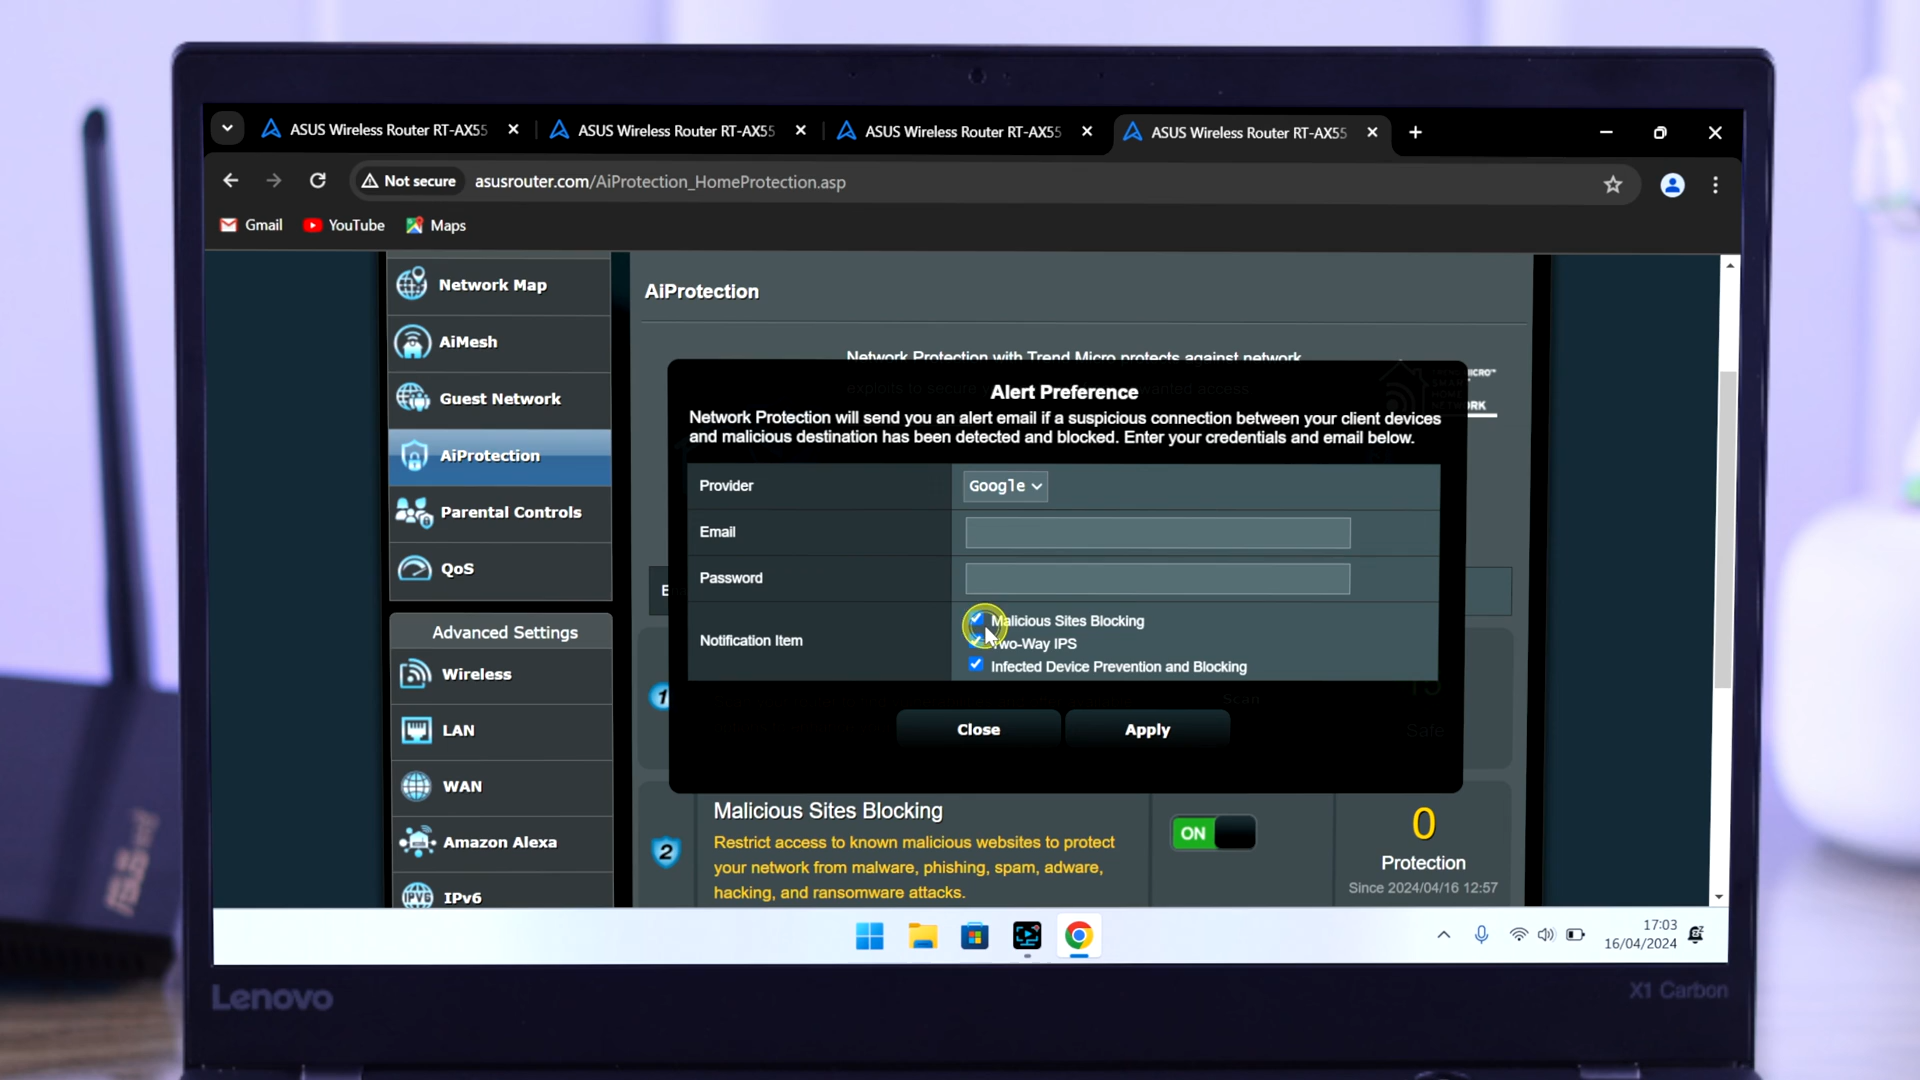 ASUS Wireless Router RT-AX55
ASUS Wireless Router RT-AX55
ASUS Wireless Router RT-AX55
ASUS Wireless Router RT-AX55
Not secure
asusrouter.com/AiProtection_HomeProtection.asp
Gmail
YouTube
Maps
Network Map
AiMesh
Guest Network
AiProtection
Parental Controls
QoS
Advanced Settings
Wireless
LAN
WAN
Amazon Alexa
IPv6
AiProtection
Network Protection with Trend Micro protects against network
Alert Preference
Network Protection will send you an alert email if a suspicious connection between your client devices
and malicious destination has been detected and blocked. Enter your credentials and email below.
Provider
Google
Email
Password
Notification Item
Malicious Sites Blocking
Two-Way IPS
Infected Device Prevention and Blocking
Close
Apply
1
Scan
Safe
2
Malicious Sites Blocking
Restrict access to known malicious websites to protect
your network from malware, phishing, spam, adware,
hacking, and ransomware attacks.
ON
0
Protection
Since 2024/04/16 12:57
17:03
16/04/2024
Lenovo
X1 Carbon
ASUS